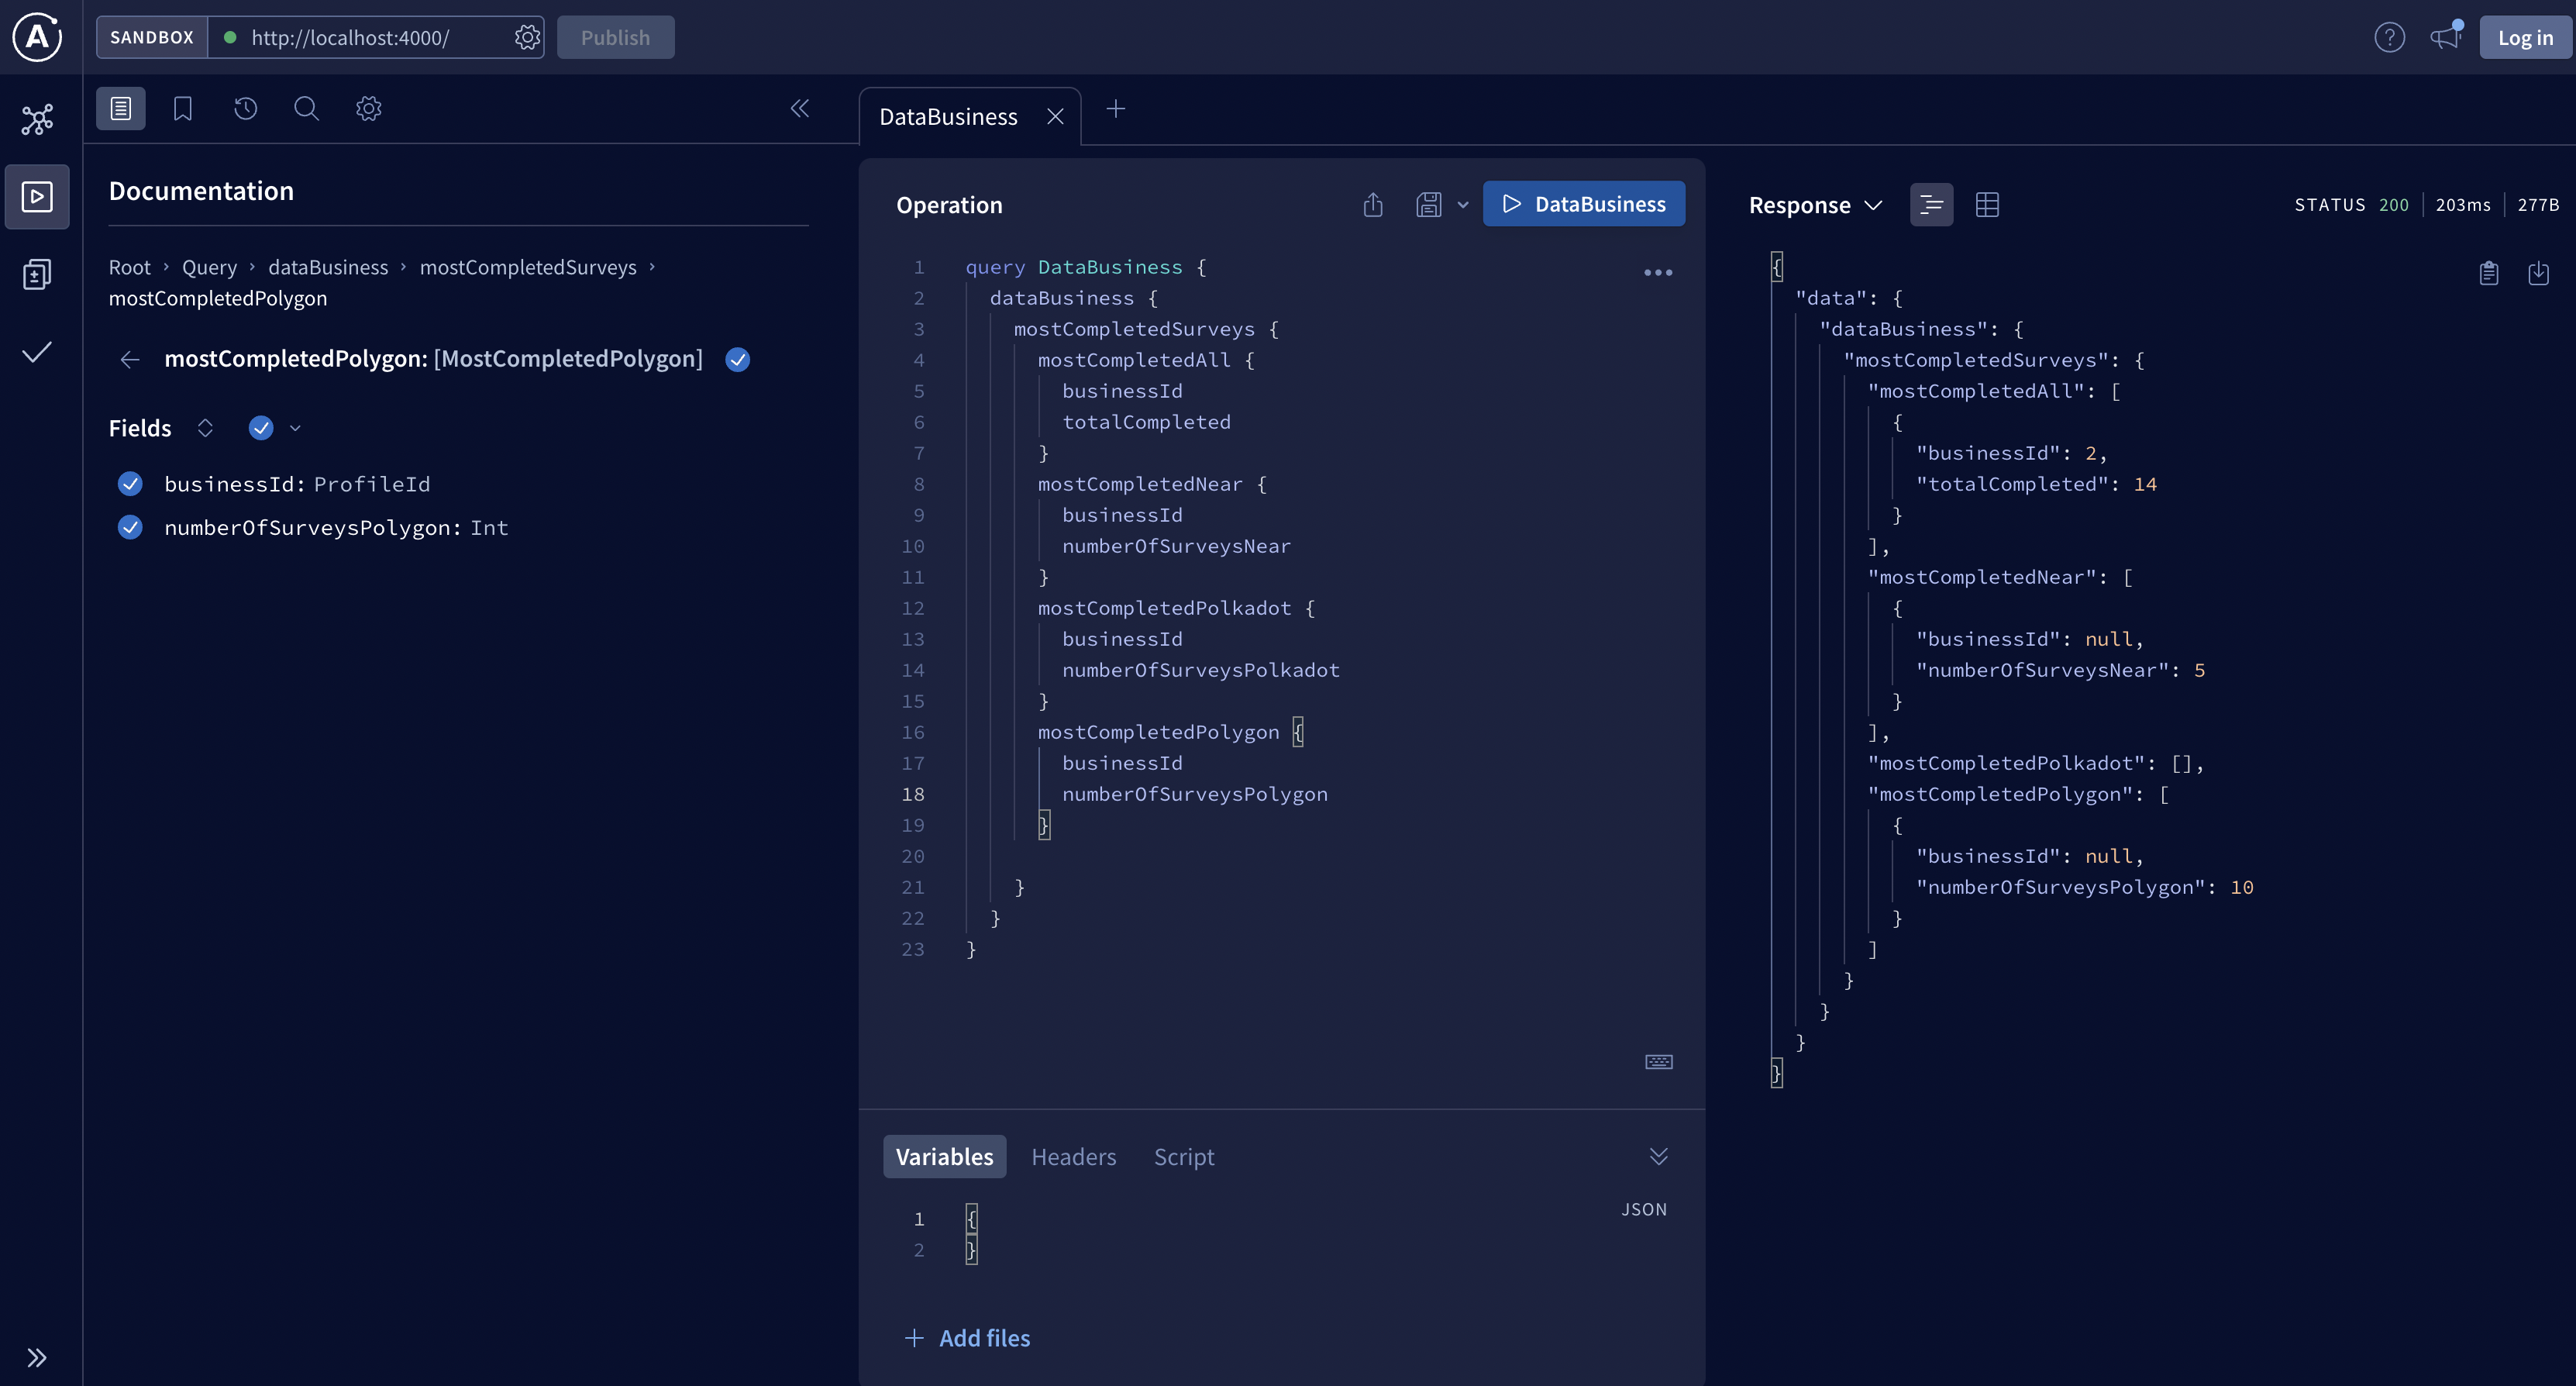 SANDBOX http://localhost:4000/ Publish Log in
DataBusiness
Documentation
Root › Query › dataBusiness › mostCompletedSurveys ›
mostCompletedPolygon
mostCompletedPolygon: [MostCompletedPolygon]
Fields
businessId: ProfileId
numberOfSurveysPolygon: Int
Operation DataBusiness
1 query DataBusiness {
2 dataBusiness {
3 mostCompletedSurveys {
4 mostCompletedAll {
5 businessId
6 totalCompleted
7 }
8 mostCompletedNear {
9 businessId
10 numberOfSurveysNear
11 }
12 mostCompletedPolkadot {
13 businessId
14 numberOfSurveysPolkadot
15 }
16 mostCompletedPolygon {
17 businessId
18 numberOfSurveysPolygon
19 }
20
21 }
22 }
23 }
Variables Headers Script
JSON
1 {
2 }
+ Add files
Response STATUS 200 203ms 277B
{
"data": {
"dataBusiness": {
"mostCompletedSurveys": {
"mostCompletedAll": [
{
"businessId": 2,
"totalCompleted": 14
}
],
"mostCompletedNear": [
{
"businessId": null,
"numberOfSurveysNear": 5
}
],
"mostCompletedPolkadot": [],
"mostCompletedPolygon": [
{
"businessId": null,
"numberOfSurveysPolygon": 10
}
]
}
}
}
}